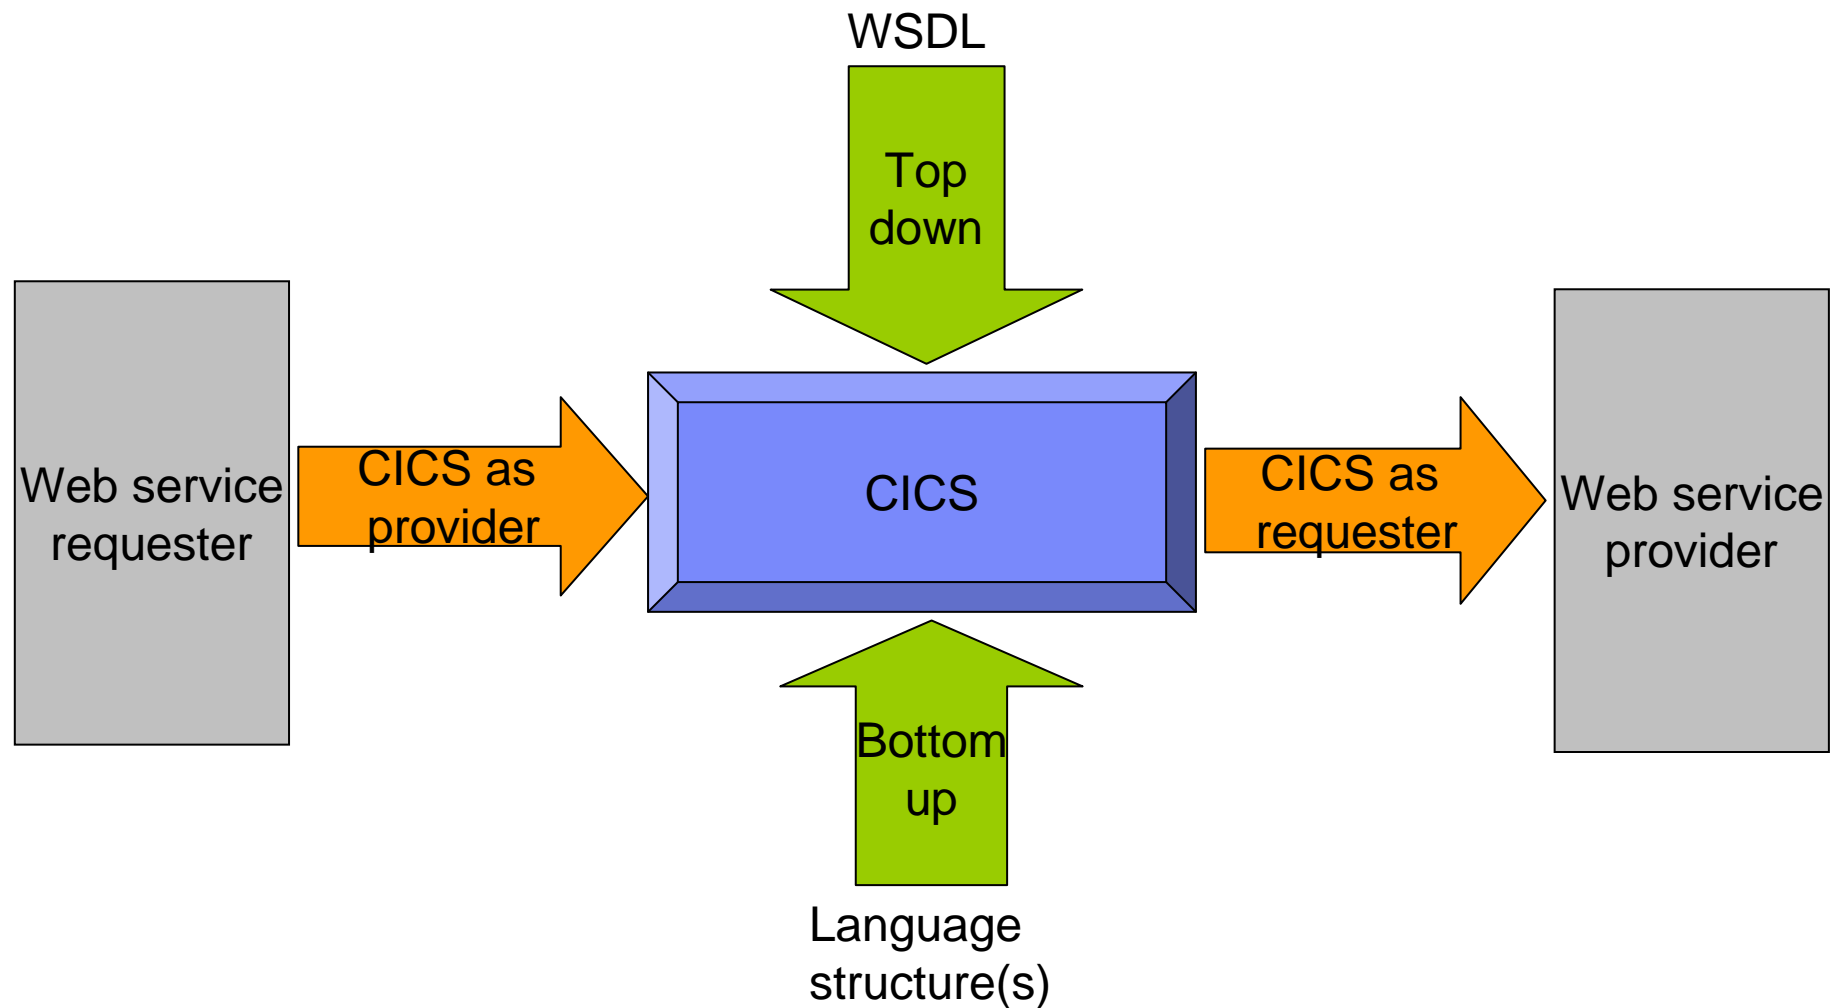 WSDL
Top
down
Web service
requester
CICS as
provider
CICS
CICS as
requester
Web service
provider
Bottom
up
Language
structure(s)